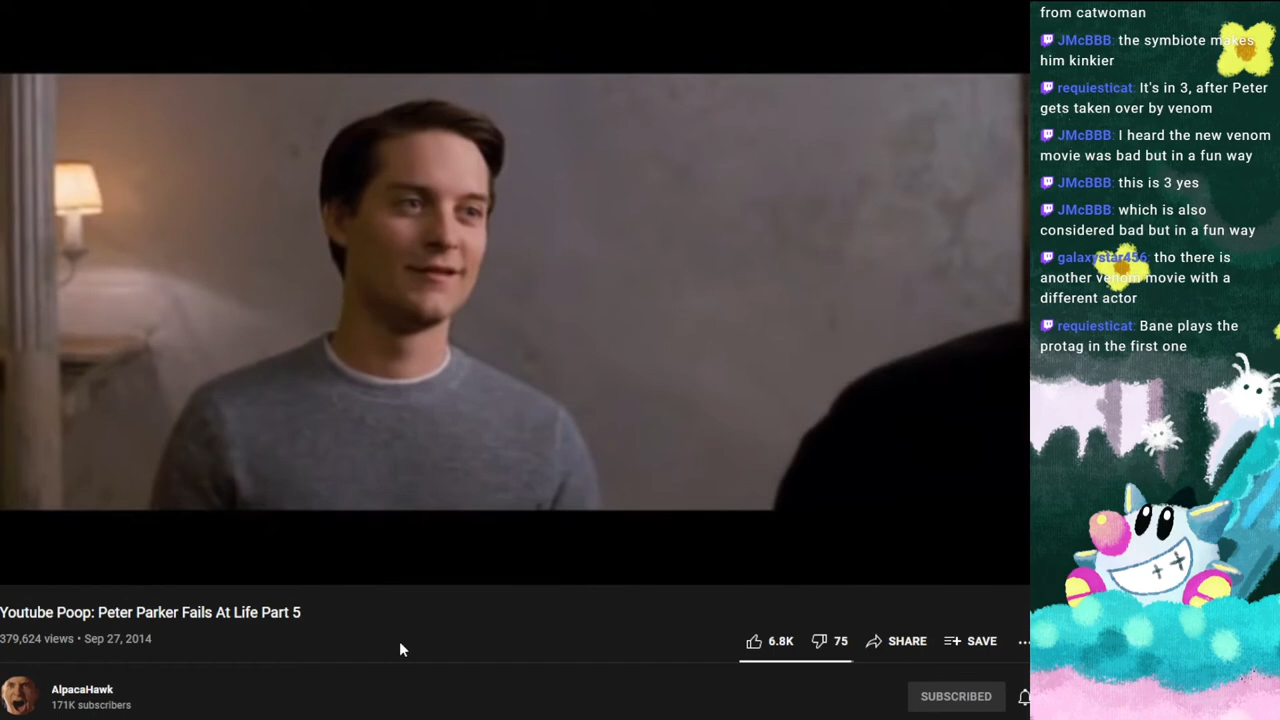 from catwoman
JMcBBB: the symbiote makes
him kinkier
requiesticat: It's in 3, after Peter
gets taken over by venom
JMcBBB: I heard the new venom
movie was bad but in a fun way
JMcBBB: this is 3 yes
JMcBBB: which is also
considered bad but in a fun way
galaxystar456: tho there is
another venom movie with a
different actor
requiesticat: Bane plays the
protag in the first one
Youtube Poop: Peter Parker Fails At Life Part 5
379,624 views • Sep 27, 2014
6.8K
75
SHARE
SAVE
AlpacaHawk
171K subscribers
SUBSCRIBED